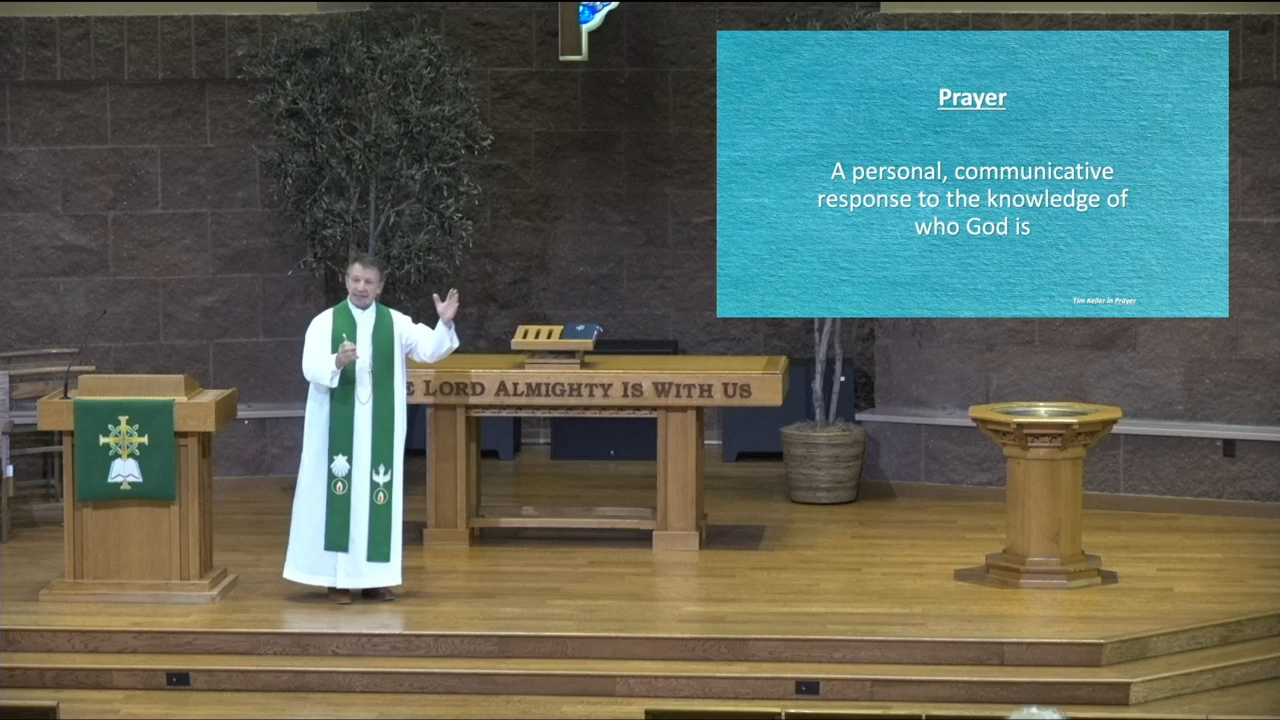 Prayer
A personal, communicative
response to the knowledge of
who God is
Tim Keller in Prayer
E LORD ALMIGHTY IS WITH US